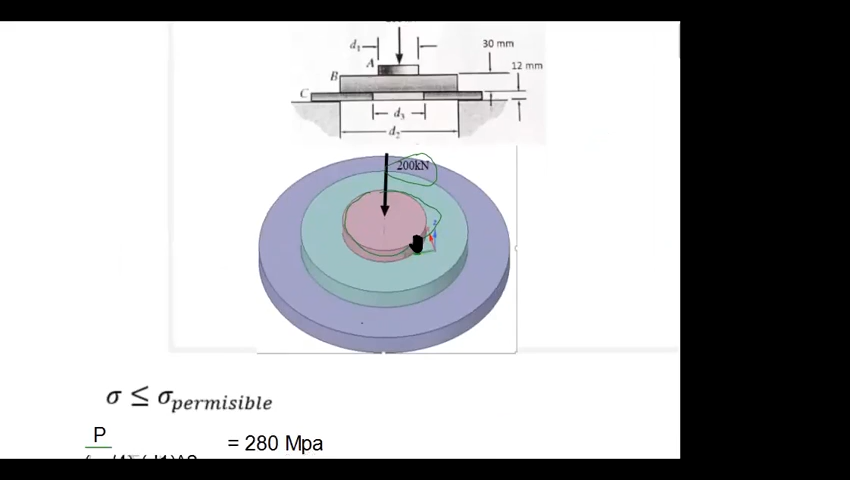 d₁
30 mm
A
12 mm
B
C
d₃
d₂
200kN
z
σ ≤ σpermisible
P
= 280 Mpa